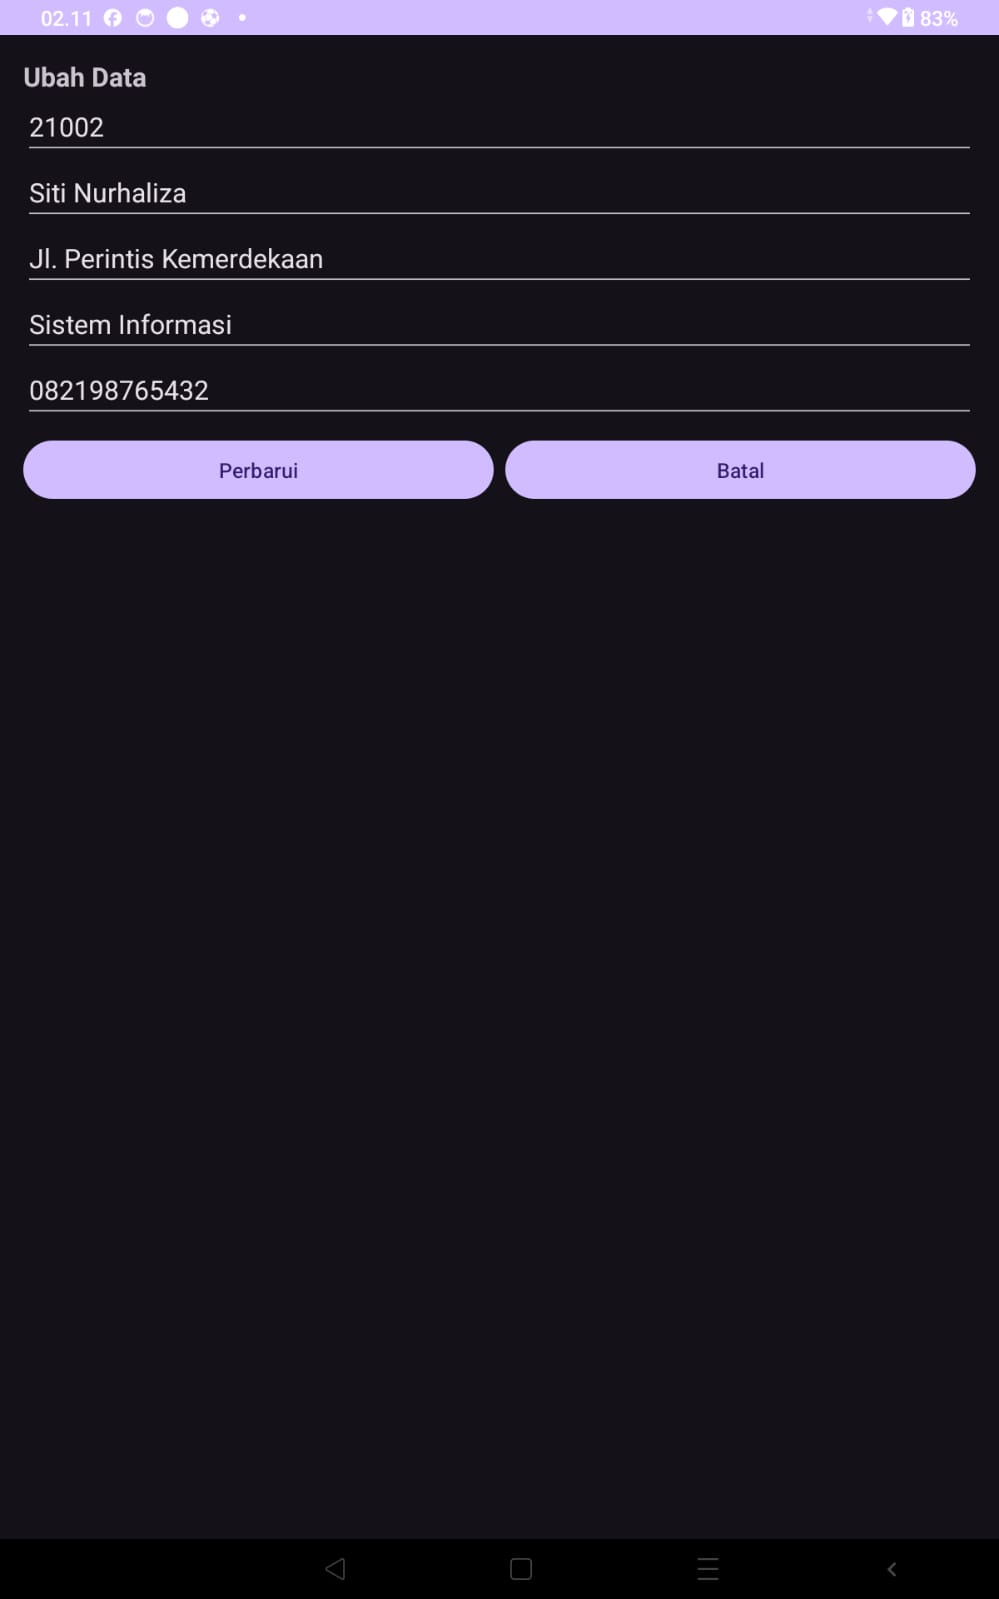 02.11
83%
Ubah Data
21002
Siti Nurhaliza
Jl. Perintis Kemerdekaan
Sistem Informasi
082198765432
Perbarui
Batal